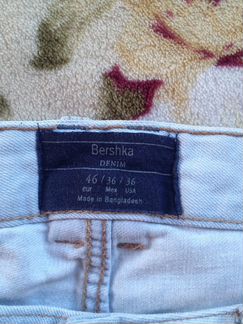 Bershka
DENIM
46 / 36 / 36
eur Mex USA
Made in Bangladesh